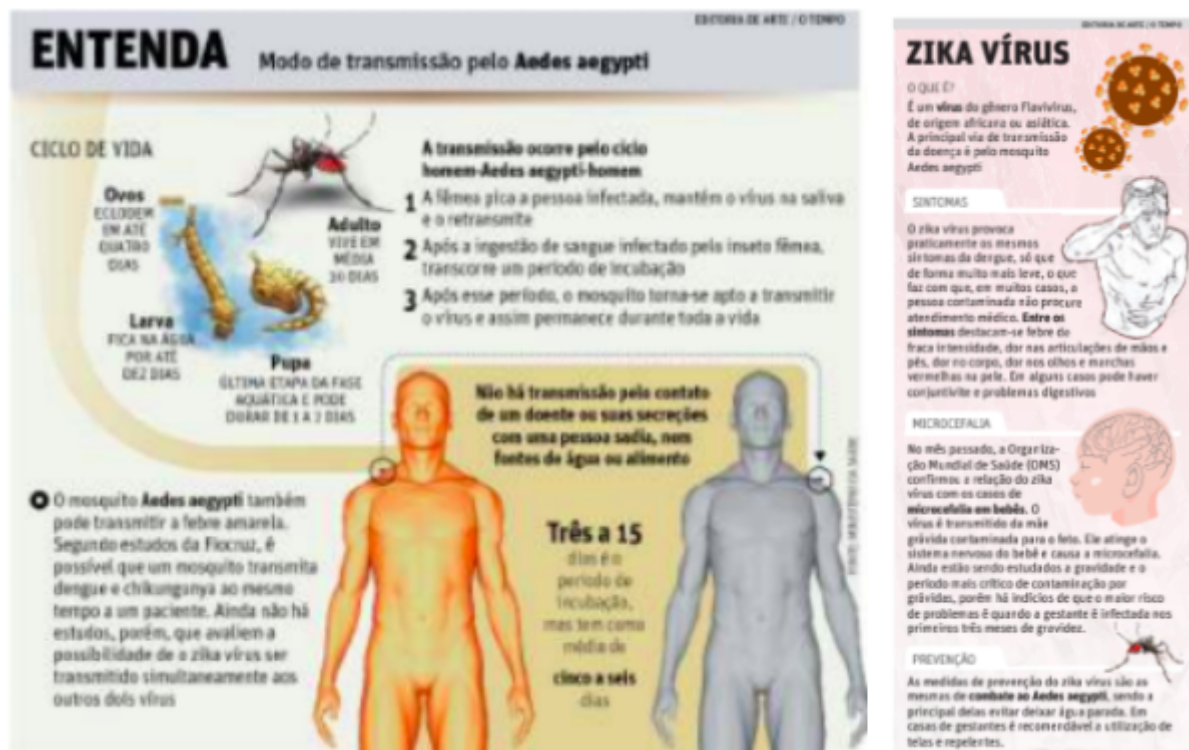 EDITORIA DE ARTE / O TEMPO
ENTENDA
Modo de transmissão pelo Aedes aegypti
CICLO DE VIDA
Ovos
ECLODEM
EM ATÉ
QUATRO
DIAS
Adulto
VIVE EM
MÉDIA
30 DIAS
Larva
FICA NA ÁGUA
POR ATÉ
DEZ DIAS
Pupa
ÚLTIMA ETAPA DA FASE
AQUÁTICA E PODE
DURAR DE 1 A 2 DIAS
A transmissão ocorre pelo ciclo
homem-Aedes aegypti-homem
1 A fêmea pica a pessoa infectada, mantém o vírus na saliva
e o retransmite
2 Após a ingestão de sangue infectado pelo inseto fêmea,
transcorre um período de incubação
3 Após esse período, o mosquito torna-se apto a transmitir
o vírus e assim permanece durante toda a vida
Não há transmissão pelo contato
de um doente ou suas secreções
com uma pessoa sadia, nem
fontes de água ou alimento
Três a 15
dias é o
período de
incubação,
mas tem como
média de
cinco a seis
dias
FONTE: MINISTÉRIO DA SAÚDE
O mosquito Aedes aegypti também
pode transmitir a febre amarela.
Segundo estudos da Fiocruz, é
possível que um mosquito transmita
dengue e chikungunya ao mesmo
tempo a um paciente. Ainda não há
estudos, porém, que avaliem a
possibilidade de o zika vírus ser
transmitido simultaneamente aos
outros dois vírus
EDITORIA DE ARTE / O TEMPO
ZIKA VÍRUS
O QUE É?
É um vírus do gênero Flavivirus,
de origem africana ou asiática.
A principal via de transmissão
da doença é pelo mosquito
Aedes aegypti
SINTOMAS
O zika vírus provoca
praticamente os mesmos
sintomas da dengue, só que
de forma muito mais leve, o que
faz com que, em muitos casos, a
pessoa contaminada não procure
atendimento médico. Entre os
sintomas destacam-se febre de
fraca intensidade, dor nas articulações de mãos e
pés, dor no corpo, dor nos olhos e manchas
vermelhas na pele. Em alguns casos pode haver
conjuntivite e problemas digestivos
MICROCEFALIA
No mês passado, a Organiza-
ção Mundial de Saúde (OMS)
confirmou a relação do zika
vírus com os casos de
microcefalia em bebês. O
vírus é transmitido da mãe
grávida contaminada para o feto. Ele atinge o
sistema nervoso do bebê e causa a microcefalia.
Ainda estão sendo estudados a gravidade e o
período mais crítico de contaminação por
grávidas, porém há indícios de que o maior risco
de problemas é quando a gestante é infectada nos
primeiros três meses de gravidez.
PREVENÇÃO
As medidas de prevenção do zika vírus são as
mesmas de combate ao Aedes aegypti, sendo a
principal delas evitar deixar água parada. Em
casas de gestantes é recomendável a utilização de
telas e repelentes.